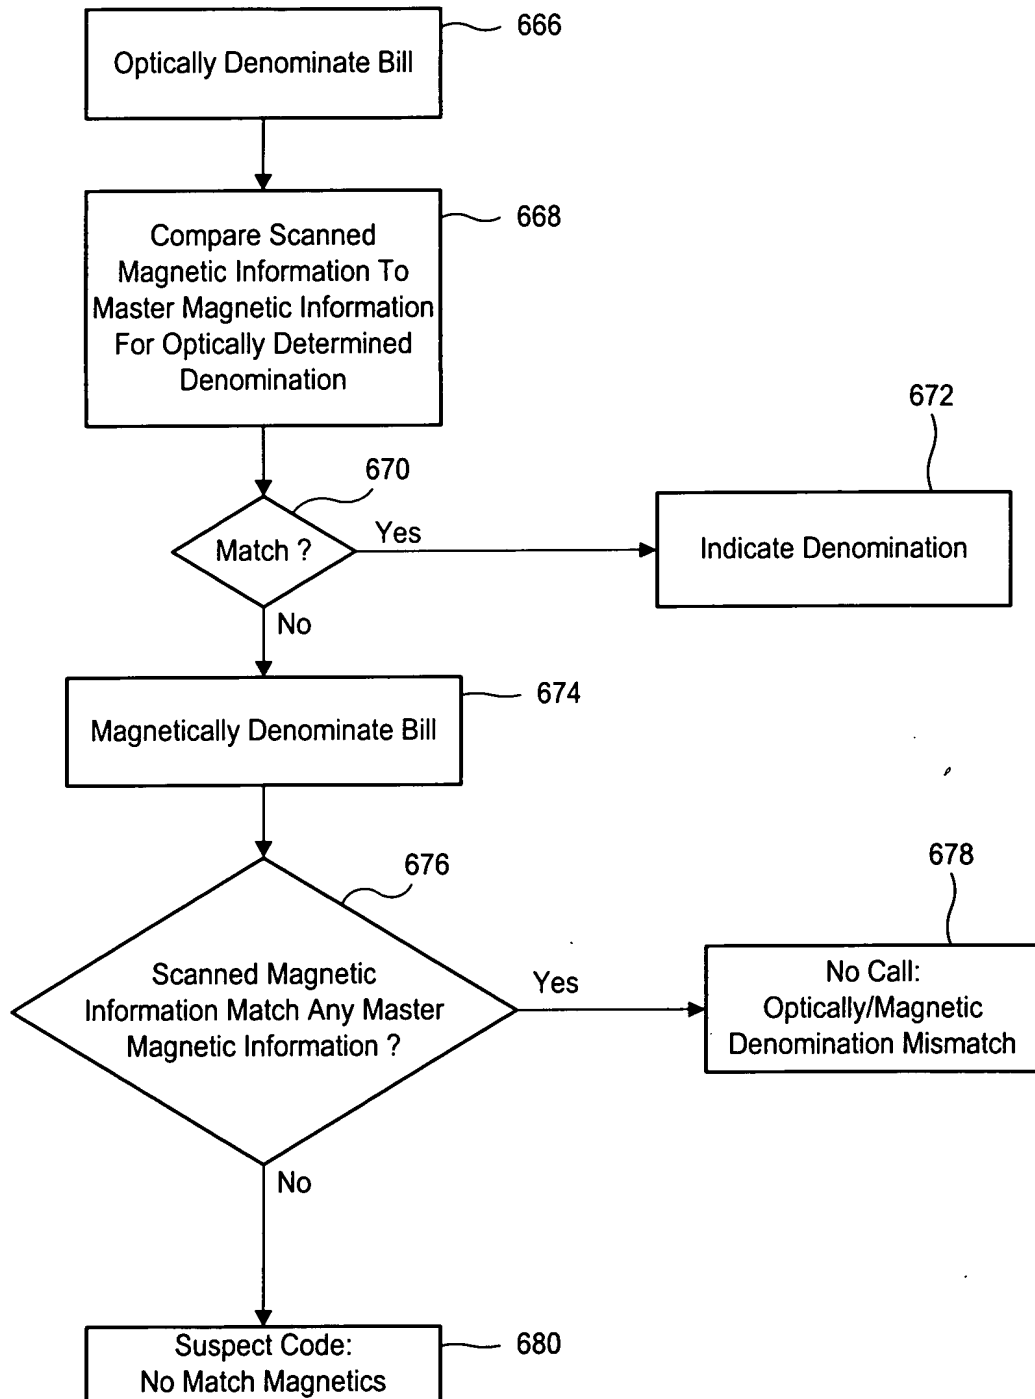 666
Optically Denominate Bill
668
Compare Scanned
Magnetic Information To
Master Magnetic Information
For Optically Determined
Denomination
672
670
Match ?
Yes
Indicate Denomination
No
674
Magnetically Denominate Bill
676
678
Scanned Magnetic
Information Match Any Master
Magnetic Information ?
Yes
No Call:
Optically/Magnetic
Denomination Mismatch
No
Suspect Code:
No Match Magnetics
680